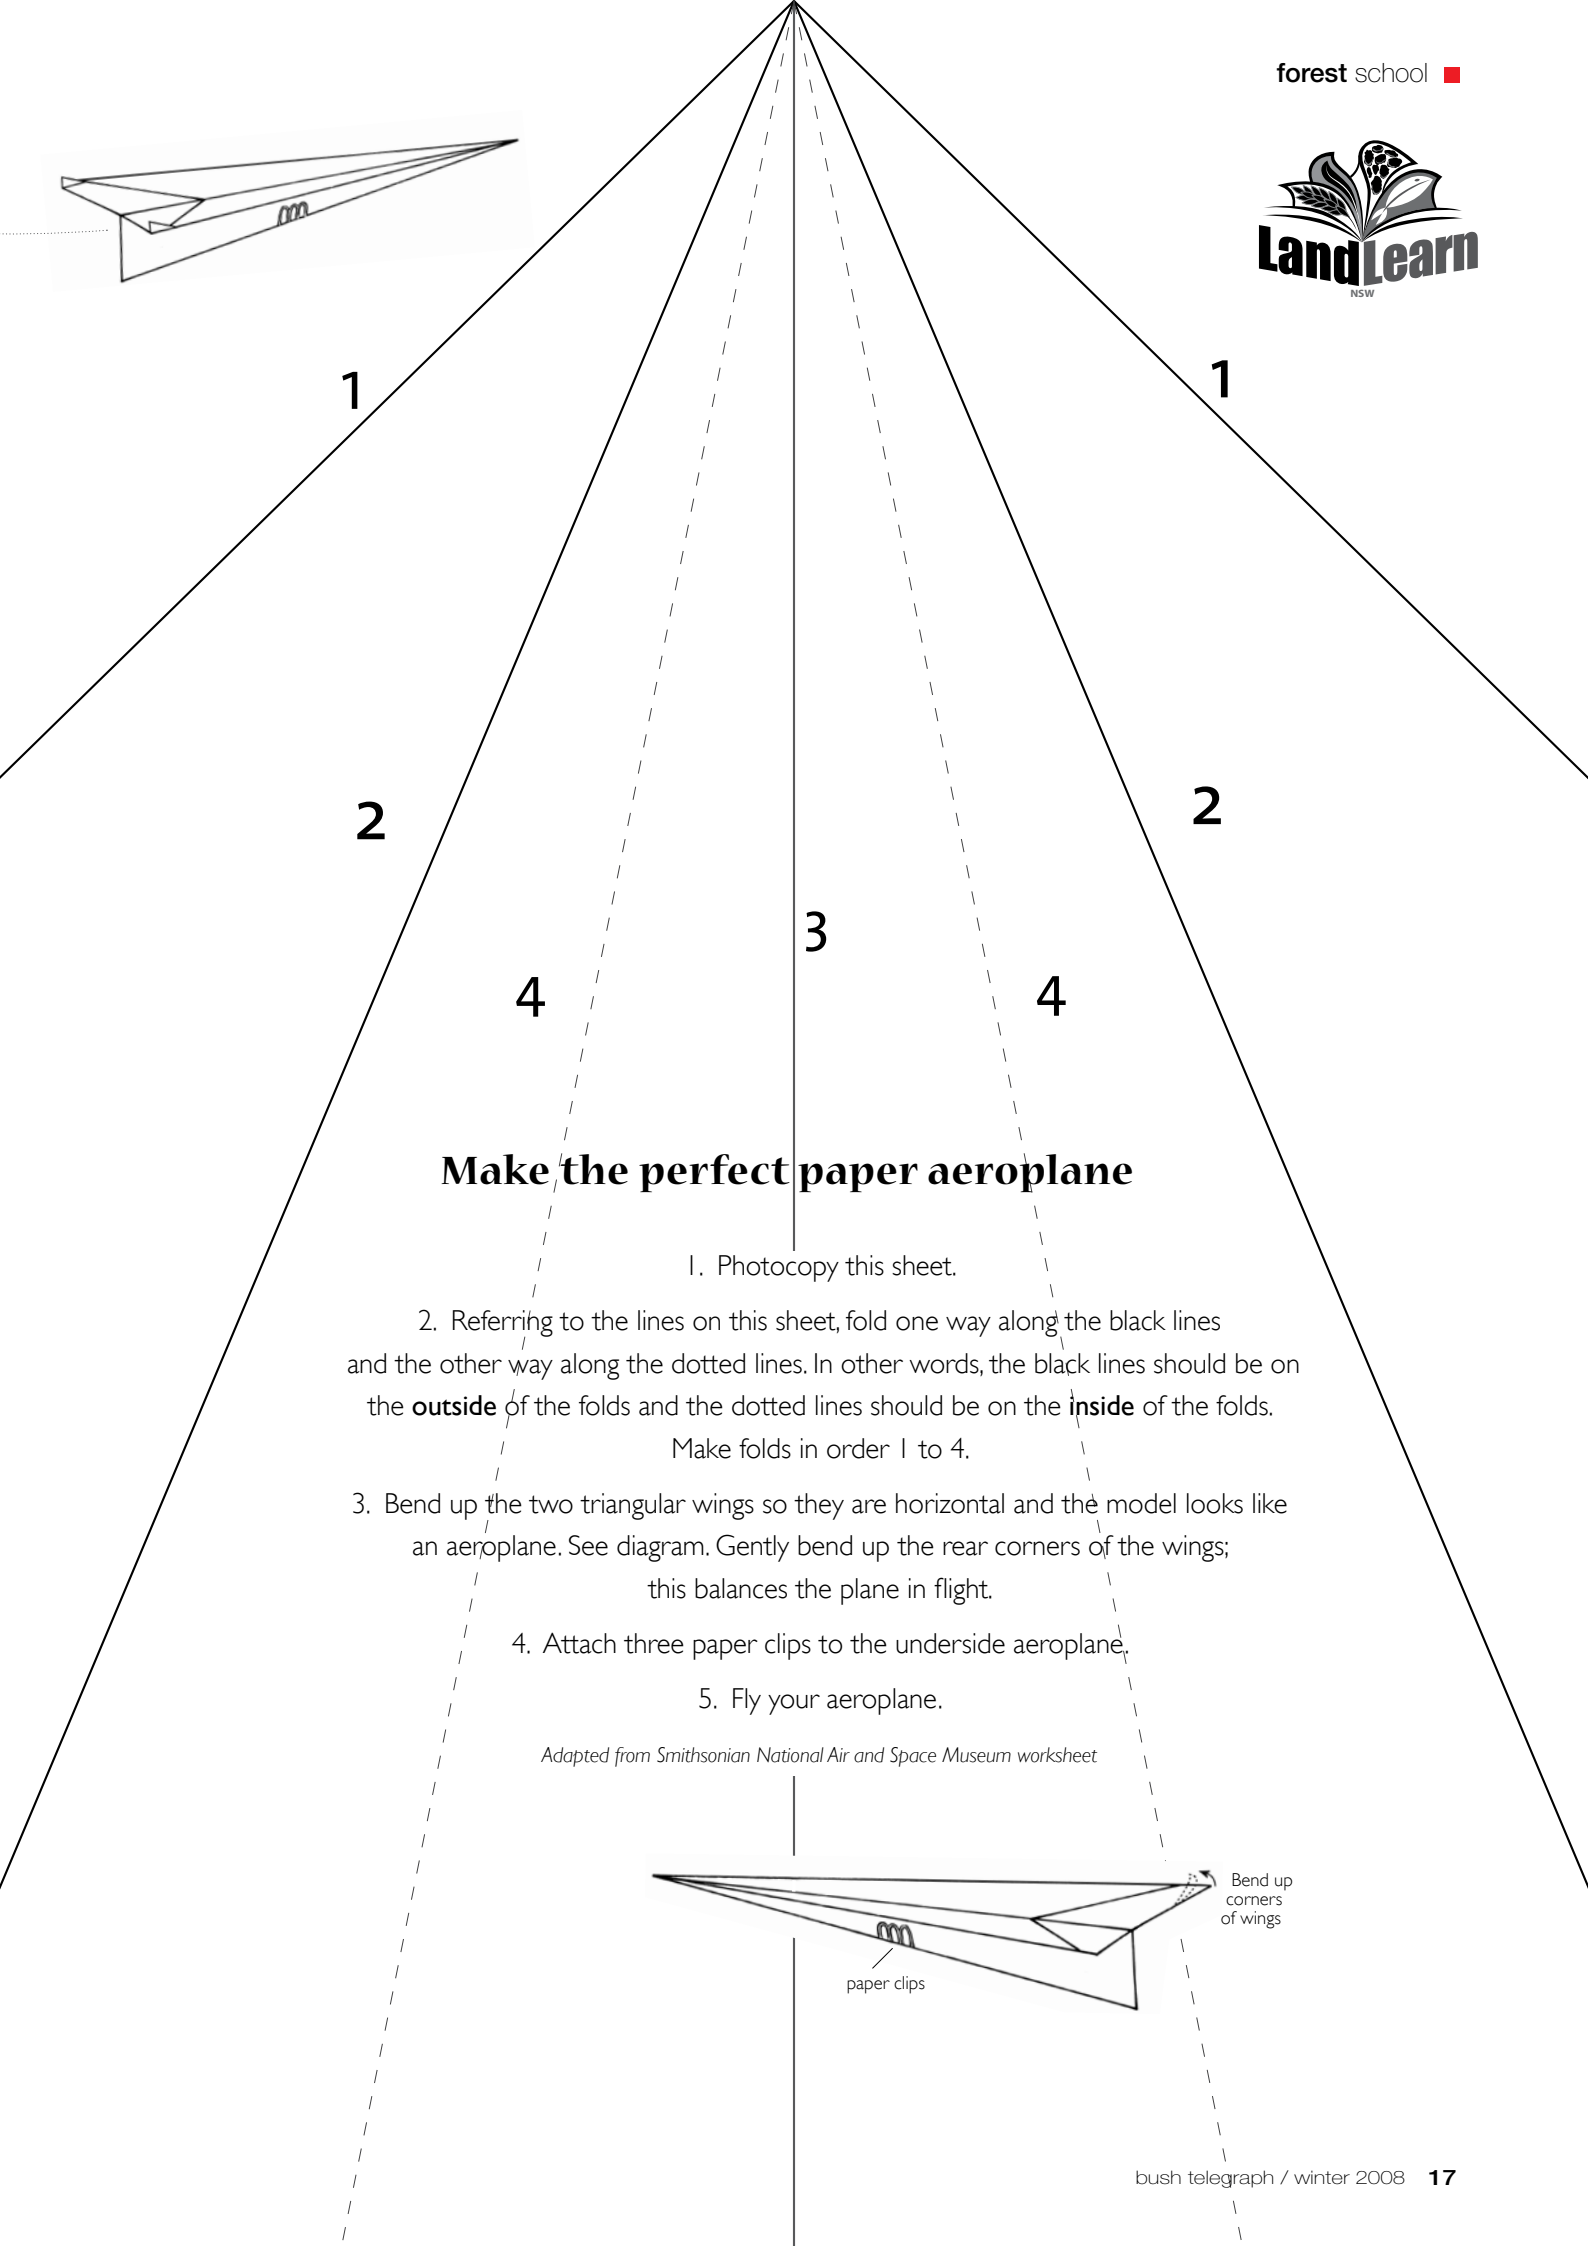 forest school
LandLearn
NSW
1
1
2
2
3
4
4
Make the perfect paper aeroplane
1. Photocopy this sheet.
2. Referring to the lines on this sheet, fold one way along the black lines
and the other way along the dotted lines. In other words, the black lines should be on
the outside of the folds and the dotted lines should be on the inside of the folds.
Make folds in order 1 to 4.
3. Bend up the two triangular wings so they are horizontal and the model looks like
an aeroplane. See diagram. Gently bend up the rear corners of the wings;
this balances the plane in flight.
4. Attach three paper clips to the underside aeroplane.
5. Fly your aeroplane.
Adapted from Smithsonian National Air and Space Museum worksheet
Bend up
corners
of wings
paper clips
bush telegraph / winter 2008 17